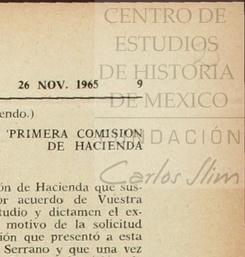 CENTRO DE
ESTUDIOS
DE HISTORIA
DE MEXICO
FUNDACIÓN
Carlos Slim
26 NOV. 1965 9
endo.)
PRIMERA COMISION
DE HACIENDA
ón de Hacienda que sus-
or acuerdo de Vuestra
tudio y dictamen el ex-
motivo de la solicitud
ción que presentó a esta
Serrano y que una vez